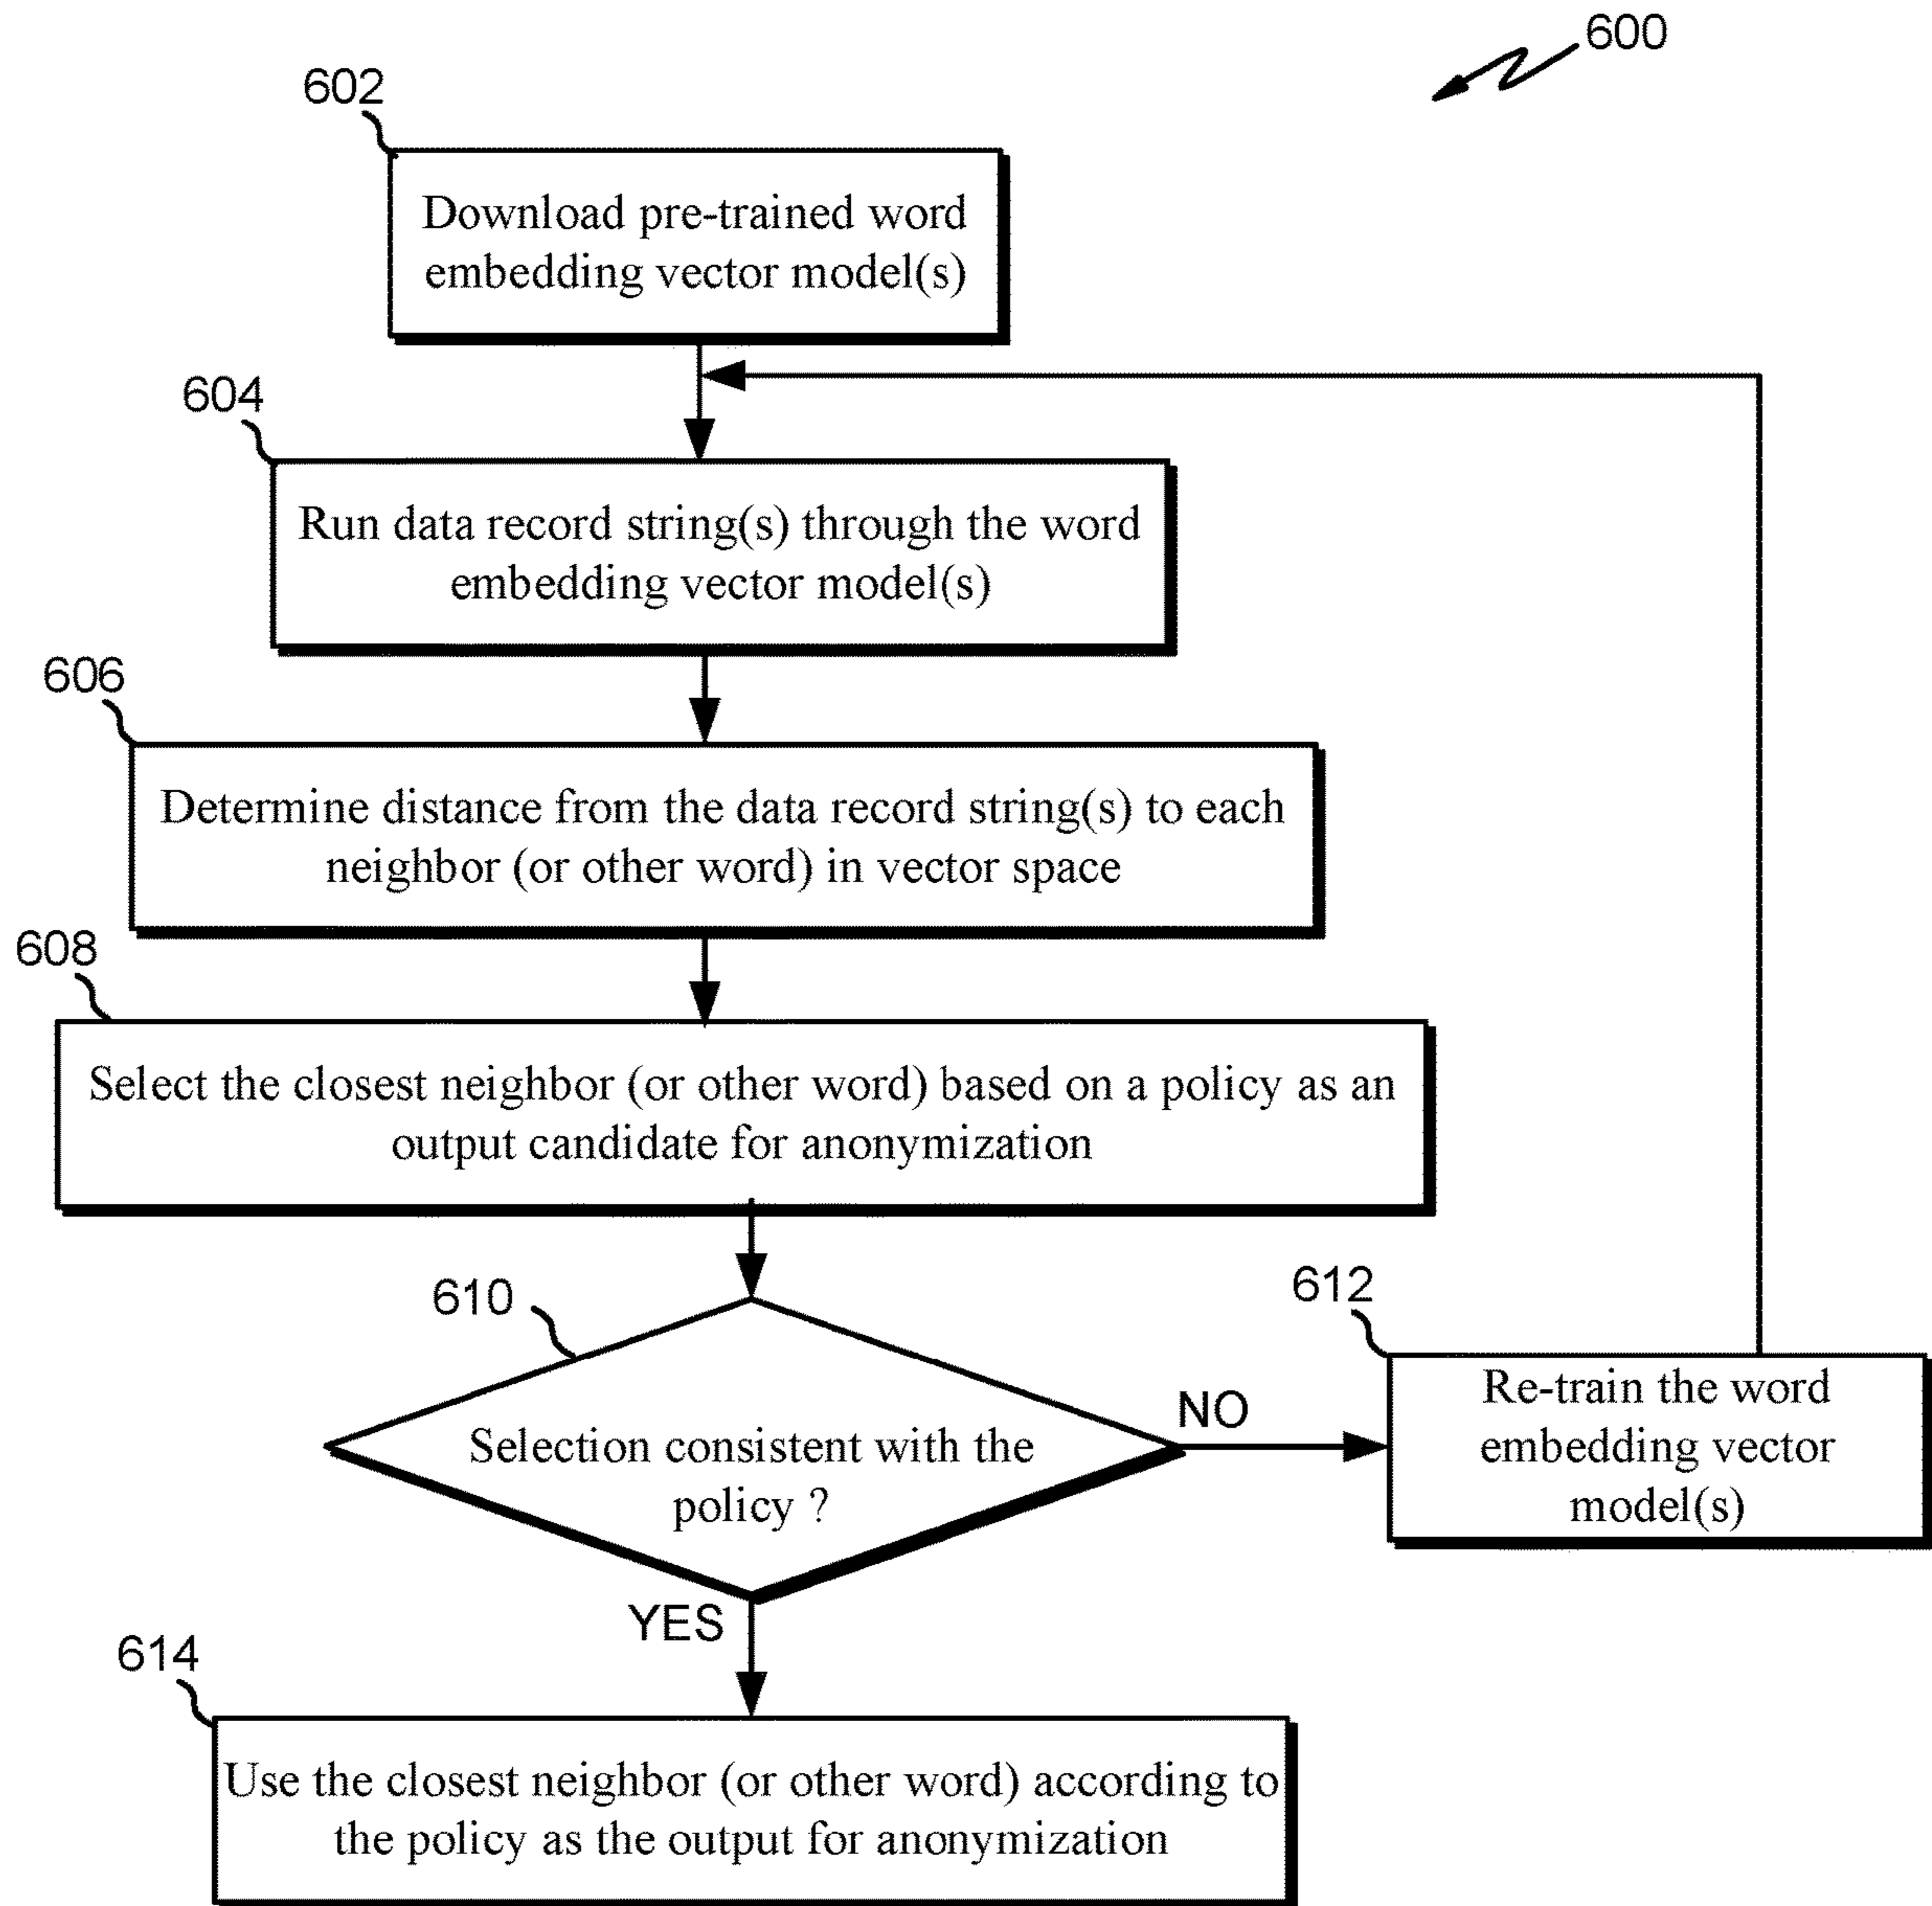 600
602
Download pre-trained word
embedding vector model(s)
604
Run data record string(s) through the word
embedding vector model(s)
606
Determine distance from the data record string(s) to each
neighbor (or other word) in vector space
608
Select the closest neighbor (or other word) based on a policy as an
output candidate for anonymization
610
Selection consistent with the
policy ?
NO
612
Re-train the word
embedding vector
model(s)
YES
614
Use the closest neighbor (or other word) according to
the policy as the output for anonymization